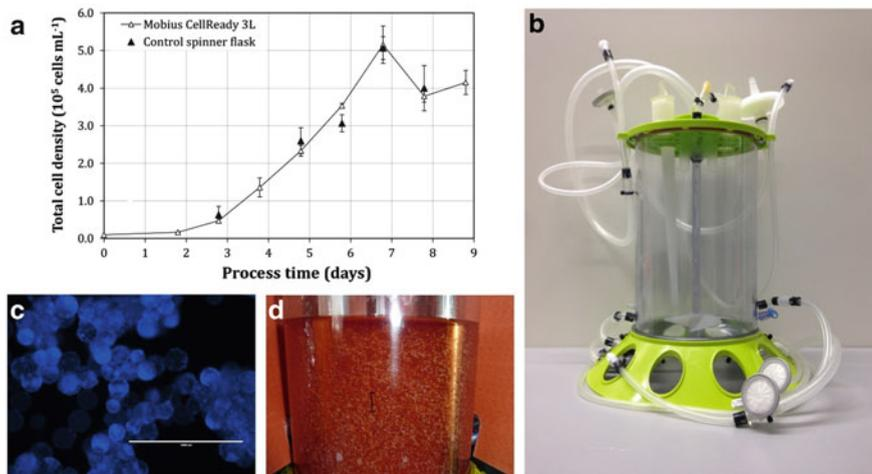 a
Total cell density (10⁵ cells mL⁻¹)
6.0
5.0
4.0
3.0
2.0
1.0
0.0
Mobius CellReady 3L
Control spinner flask
0 1 2 3 4 5 6 7 8 9
Process time (days)
b
c
d